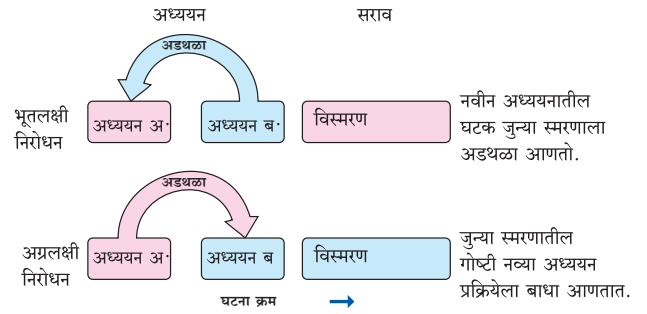 अध्ययन सराव
अडथळा
भूतलक्षी
निरोधन
अध्ययन अ·
अध्ययन ब·
विस्मरण
नवीन अध्ययनातील
घटक जुन्या स्मरणाला
अडथळा आणतो.
अडथळा
अग्रलक्षी
निरोधन
अध्ययन अ·
अध्ययन ब
विस्मरण
जुन्या स्मरणातील
गोष्टी नव्या अध्ययन
प्रक्रियेला बाधा आणतात.
घटना क्रम